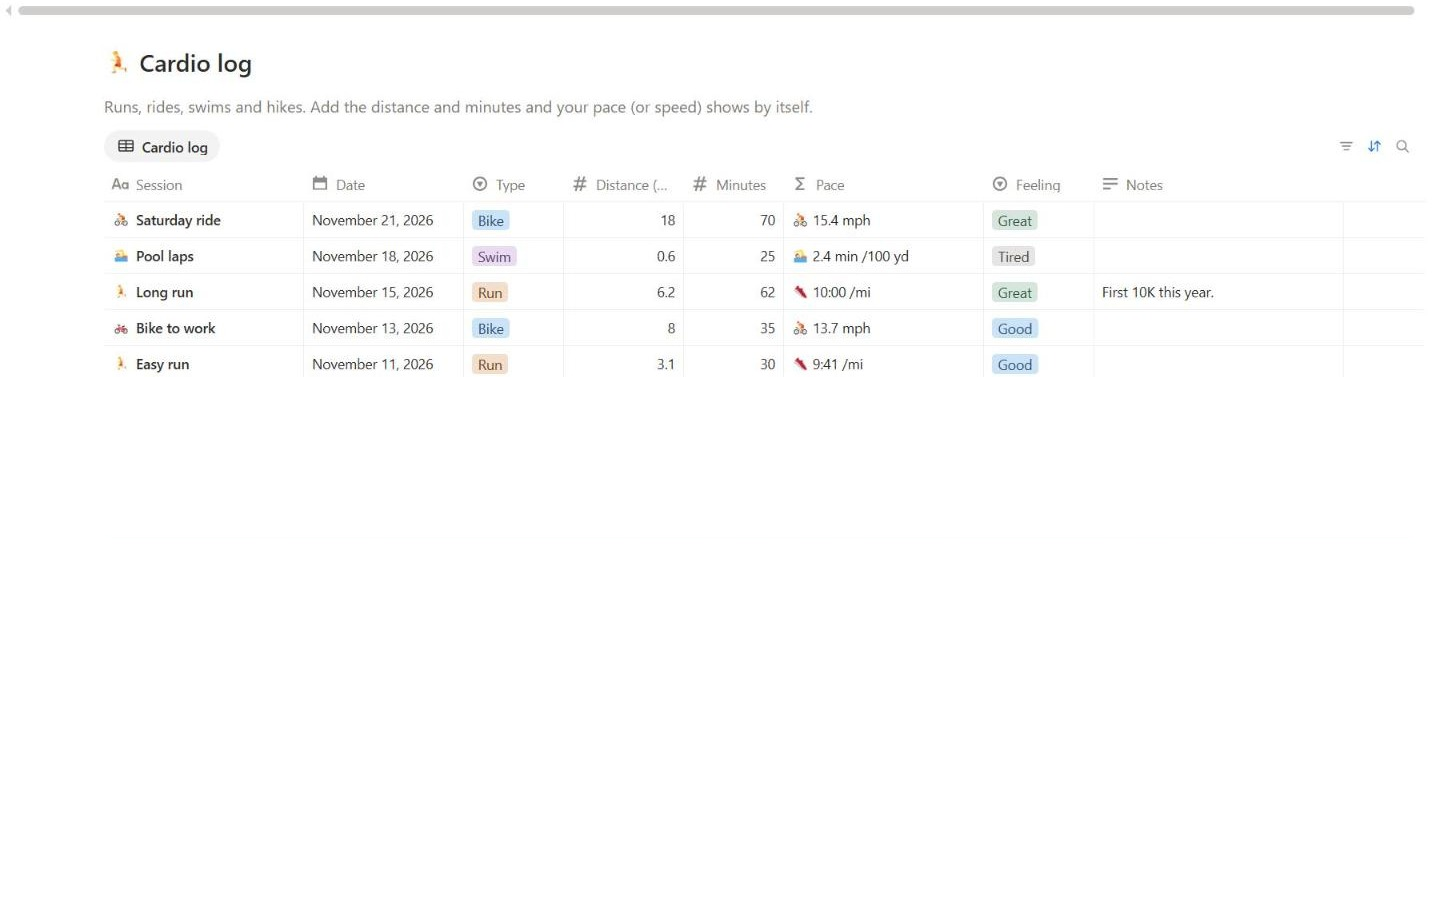 Cardio log
Runs, rides, swims and hikes. Add the distance and minutes and your pace (or speed) shows by itself.
Cardio log
Aa Session Date Type # Distance (... # Minutes Σ Pace Feeling Notes
Saturday ride November 21, 2026 Bike 18 70 15.4 mph Great
Pool laps November 18, 2026 Swim 0.6 25 2.4 min /100 yd Tired
Long run November 15, 2026 Run 6.2 62 10:00 /mi Great First 10K this year.
Bike to work November 13, 2026 Bike 8 35 13.7 mph Good
Easy run November 11, 2026 Run 3.1 30 9:41 /mi Good